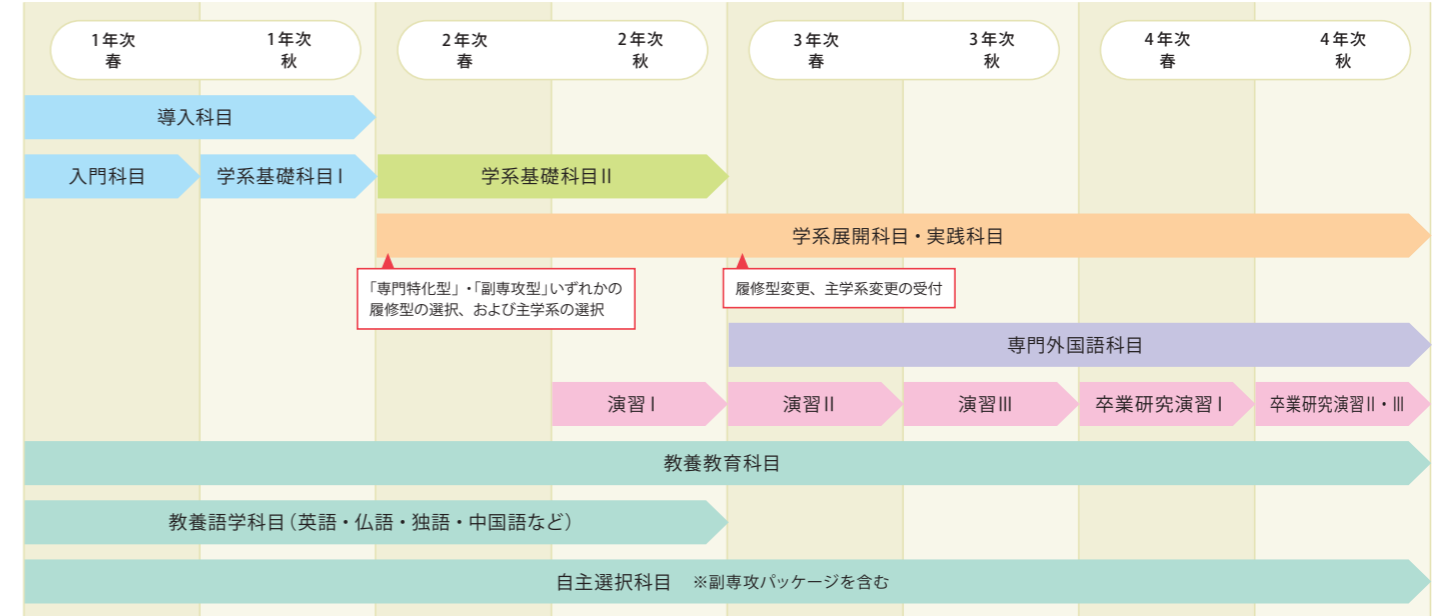 1年次 春
1年次 秋
2年次 春
2年次 秋
3年次 春
3年次 秋
4年次 春
4年次 秋
導入科目
入門科目
学系基礎科目I
学系基礎科目II
学系展開科目・実践科目
「専門特化型」・「副専攻型」いずれかの
履修型の選択、および主学系の選択
履修型変更、主学系変更の受付
専門外国語科目
演習I
演習II
演習III
卒業研究演習I
卒業研究演習II・III
教養教育科目
教養語学科目（英語・仏語・独語・中国語など）
自主選択科目 ※副専攻パッケージを含む